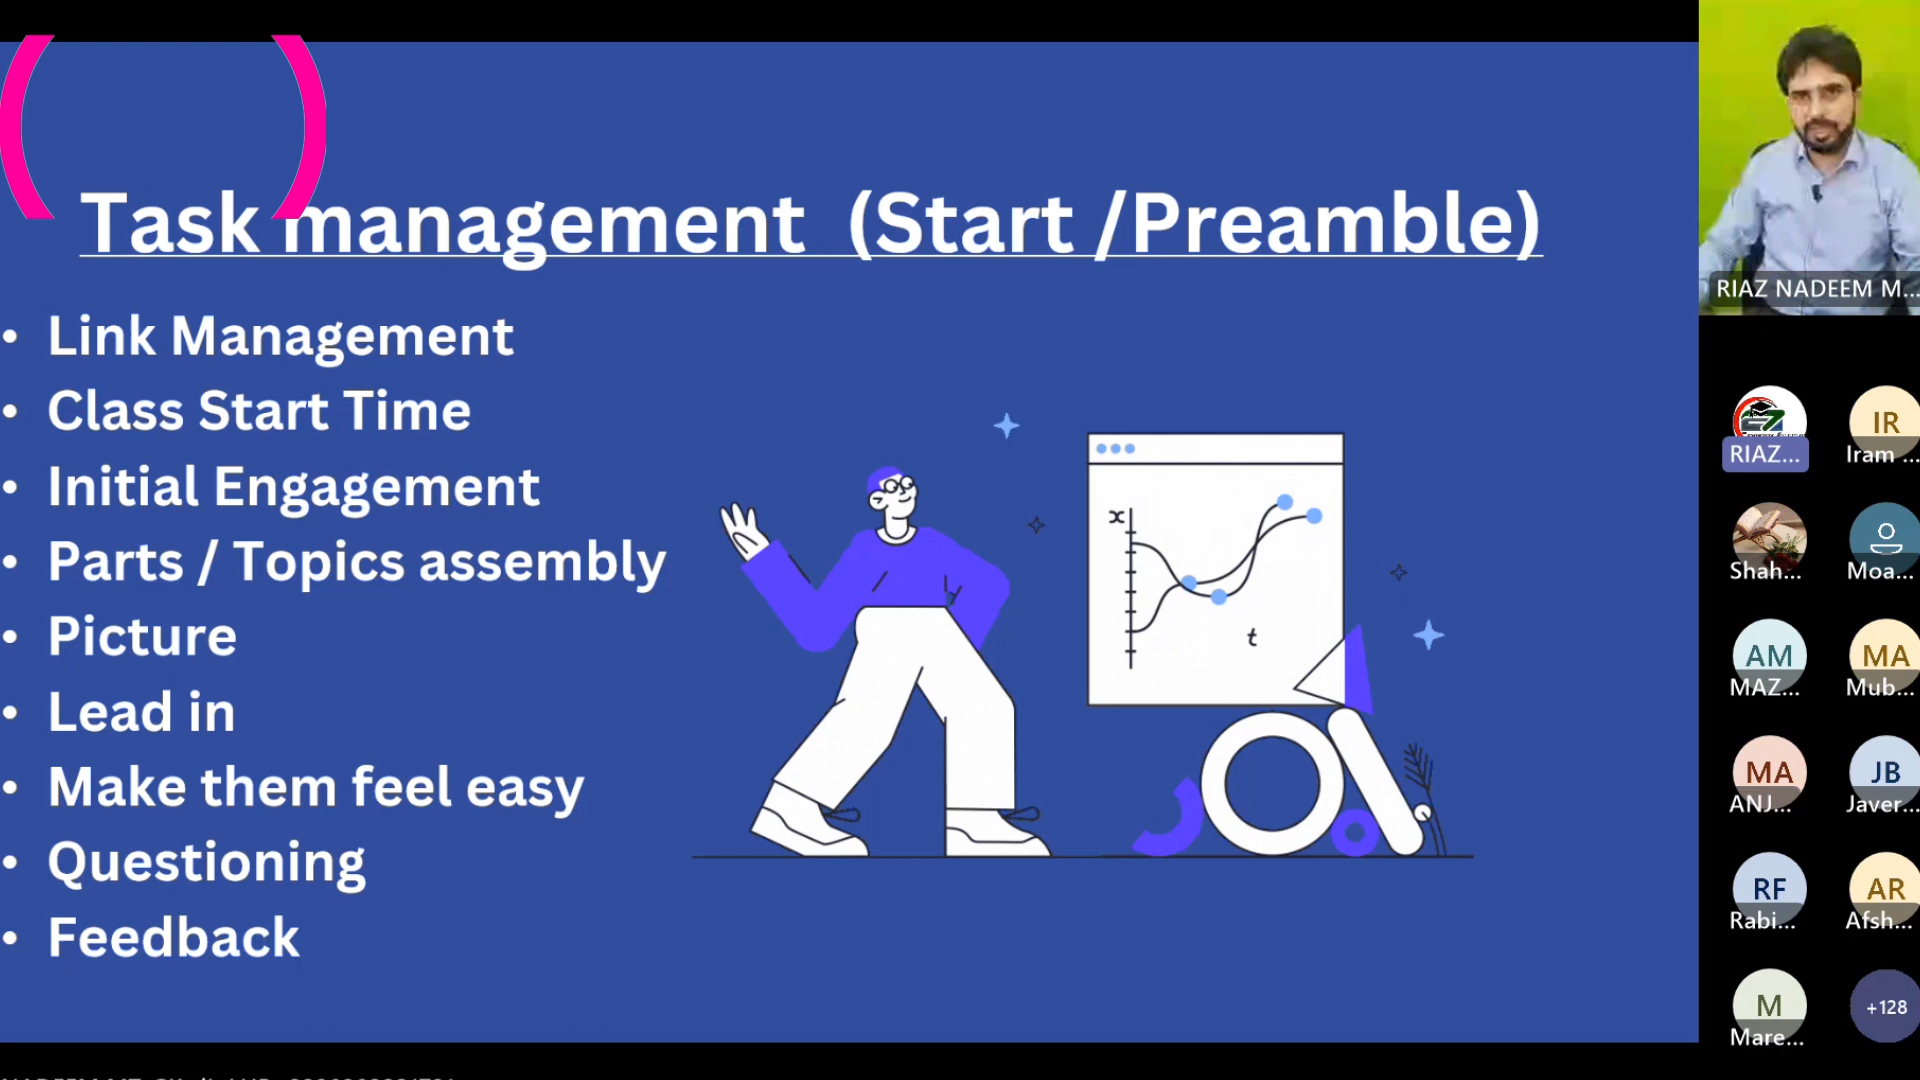 Task management (Start /Preamble)
• Link Management
• Class Start Time
• Initial Engagement
• Parts / Topics assembly
• Picture
• Lead in
• Make them feel easy
• Questioning
• Feedback
x
t
RIAZ NADEEM M...
RIAZ...
IR
Iram ...
Shah...
Moa...
AM
MAZ...
MA
Mub...
MA
ANJ...
JB
Javer...
RF
Rabi...
AR
Afsh...
M
Mare...
+128